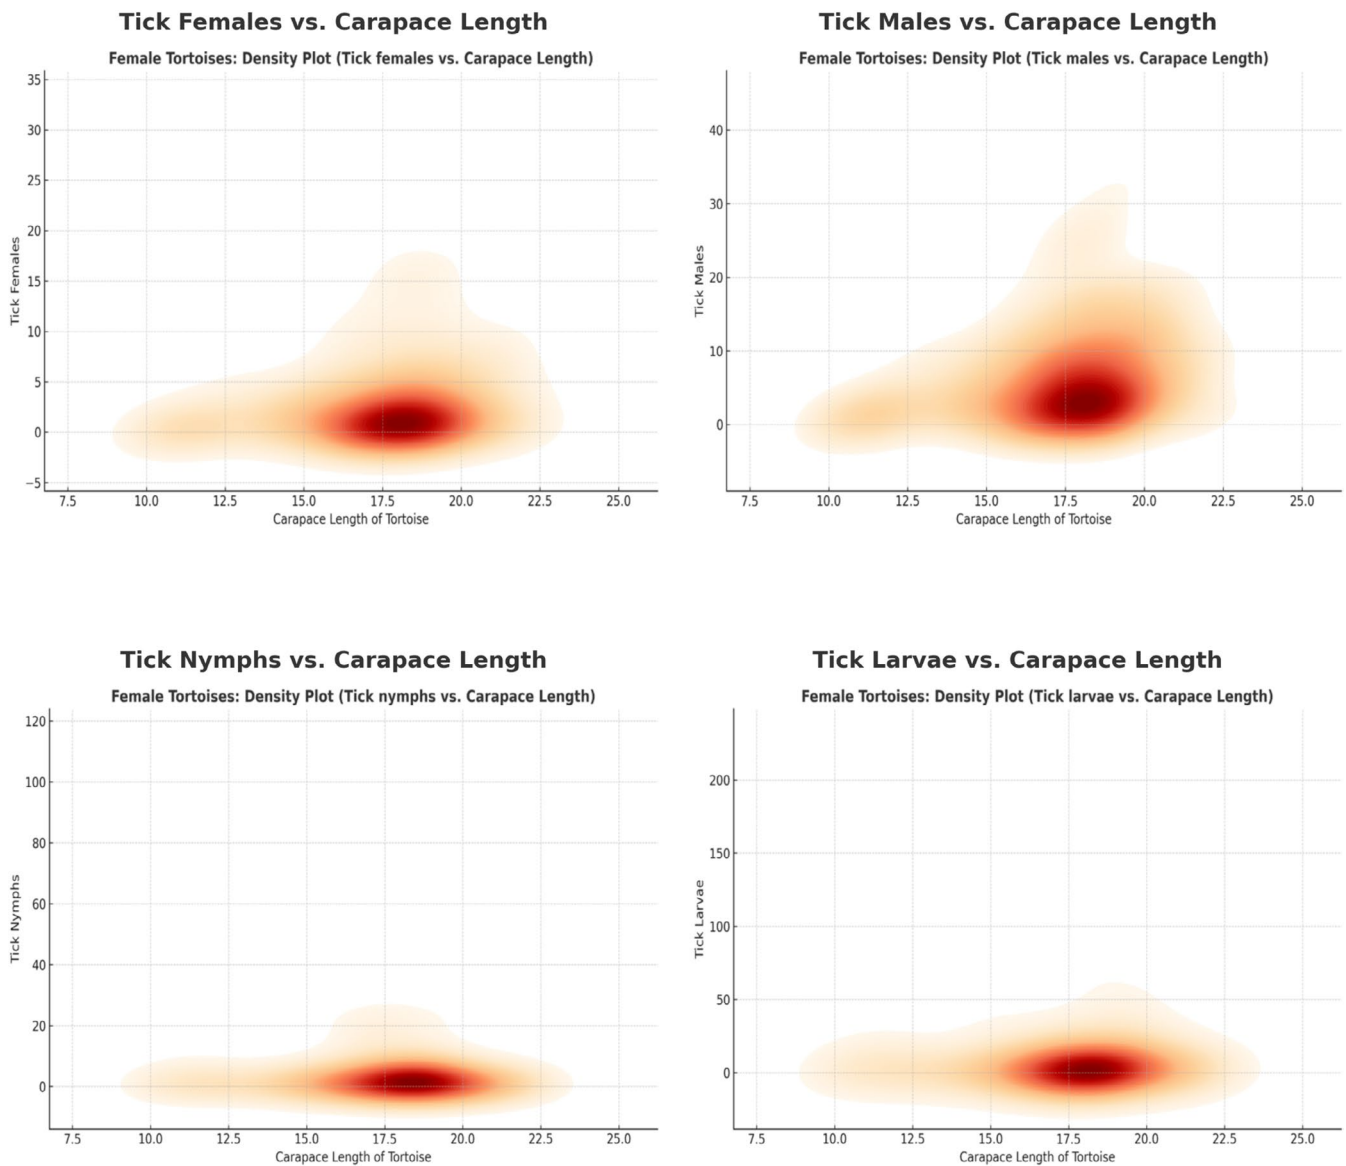 Tick Females vs. Carapace Length
Female Tortoises: Density Plot (Tick females vs. Carapace Length)
35
30
25
20
15
10
5
0
−5
Tick Females
7.5 10.0 12.5 15.0 17.5 20.0 22.5 25.0
Carapace Length of Tortoise
Tick Males vs. Carapace Length
Female Tortoises: Density Plot (Tick males vs. Carapace Length)
40
30
20
10
0
Tick Males
7.5 10.0 12.5 15.0 17.5 20.0 22.5 25.0
Carapace Length of Tortoise
Tick Nymphs vs. Carapace Length
Female Tortoises: Density Plot (Tick nymphs vs. Carapace Length)
120
100
80
60
40
20
0
Tick Nymphs
7.5 10.0 12.5 15.0 17.5 20.0 22.5 25.0
Carapace Length of Tortoise
Tick Larvae vs. Carapace Length
Female Tortoises: Density Plot (Tick larvae vs. Carapace Length)
200
150
100
50
0
Tick Larvae
7.5 10.0 12.5 15.0 17.5 20.0 22.5 25.0
Carapace Length of Tortoise